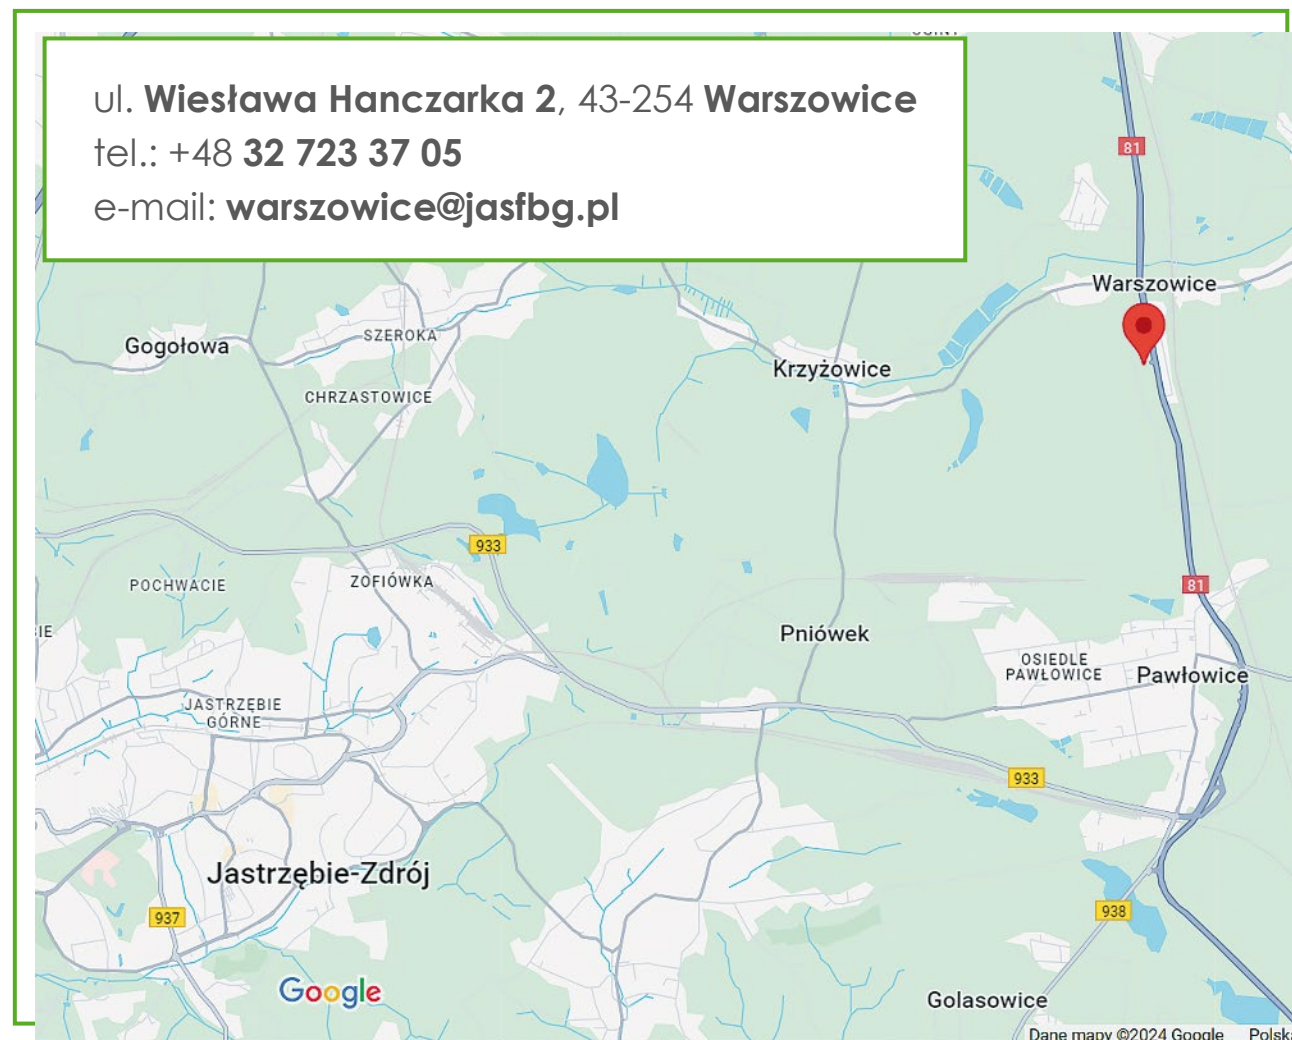 ul. Wiesława Hanczarka 2, 43-254 Warszowice
tel.: +48 32 723 37 05
e-mail: warszowice@jasfbg.pl
81
Warszowice
Gogołowa
SZEROKA
Krzyżowice
CHRZASTOWICE
933
POCHWACIE
ZOFIÓWKA
81
IE
Pniówek
OSIEDLE
PAWŁOWICE
Pawłowice
JASTRZĘBIE
GÓRNE
933
Jastrzębie-Zdrój
937
938
Google
Golasowice
Dane mapy ©2024 Google Polska